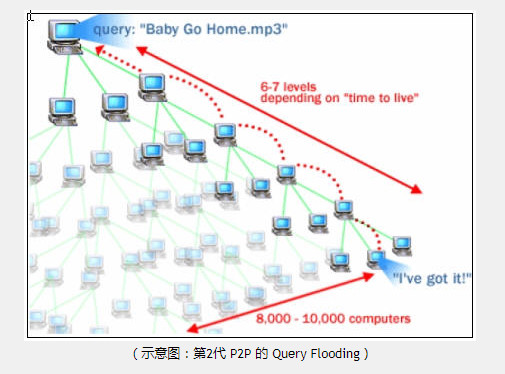 query: "Baby Go Home.mp3"
6-7 levels
depending on "time to live"
"I've got it!"
8,000 - 10,000 computers
( 示意图：第2代 P2P 的 Query Flooding )